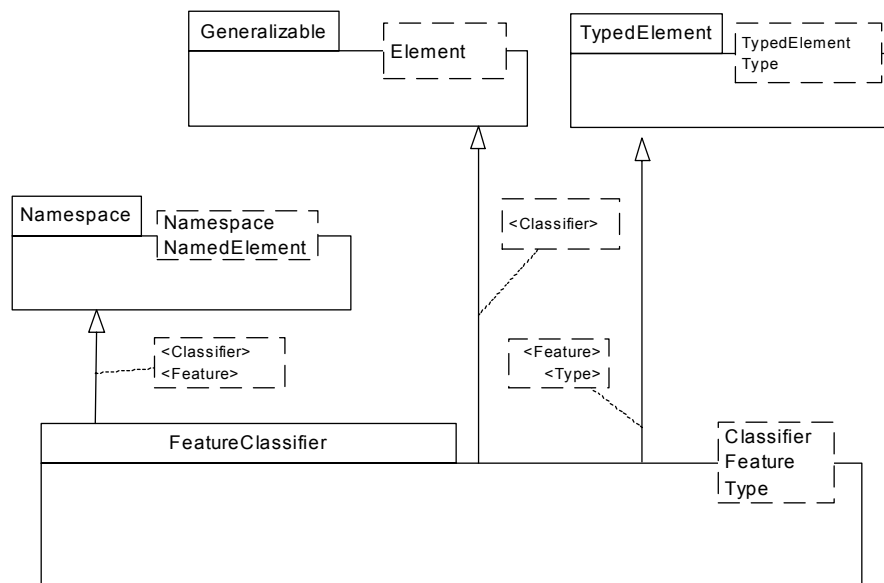 Generalizable
Element
TypedElement
TypedElement
Type
Namespace
Namespace
NamedElement
<Classifier>
<Classifier>
<Feature>
<Feature>
<Type>
FeatureClassifier
Classifier
Feature
Type